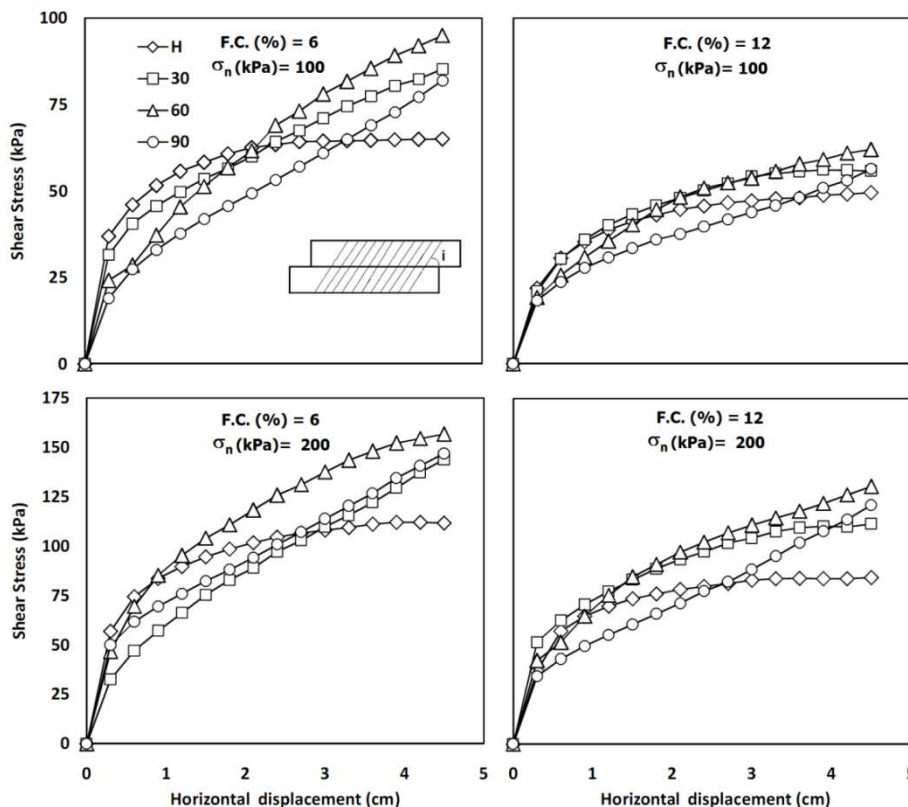 100
75
50
25
0
Shear Stress (kPa)
H
30
60
90
F.C. (%) = 6
σn (kPa)= 100
i
F.C. (%) = 12
σn (kPa)= 100
175
150
125
100
75
50
25
0
Shear Stress (kPa)
F.C. (%) = 6
σn (kPa)= 200
0 1 2 3 4 5
Horizontal displacement (cm)
F.C. (%) = 12
σn (kPa)= 200
0 1 2 3 4 5
Horizontal displacement (cm)